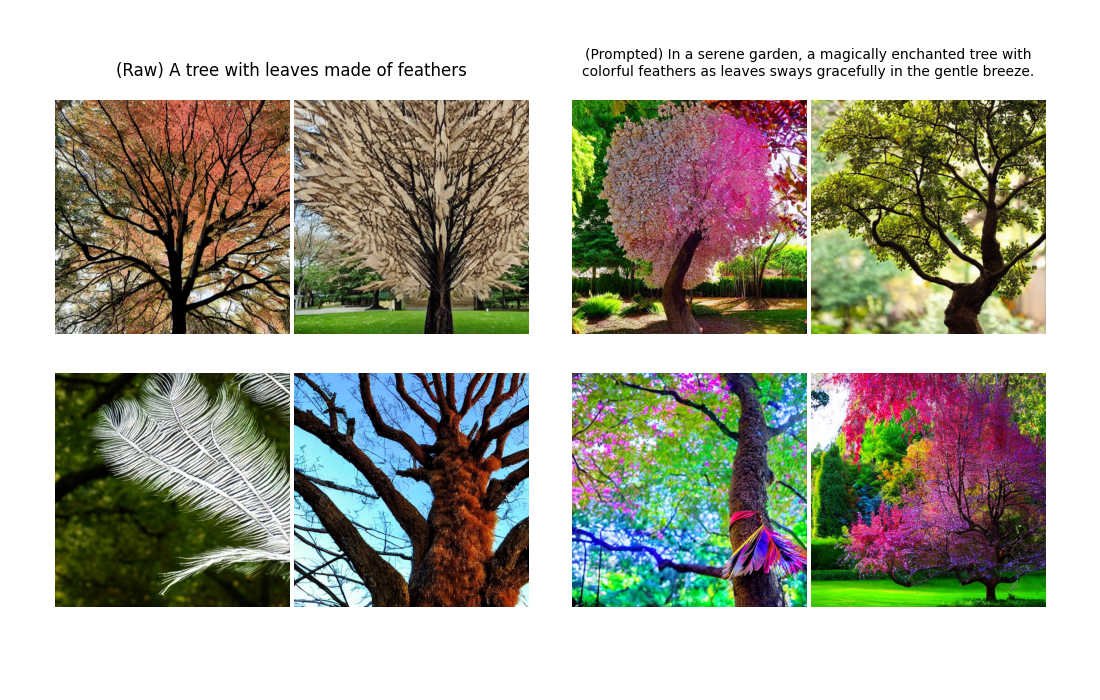 (Raw) A tree with leaves made of feathers
(Prompted) In a serene garden, a magically enchanted tree with
colorful feathers as leaves sways gracefully in the gentle breeze.